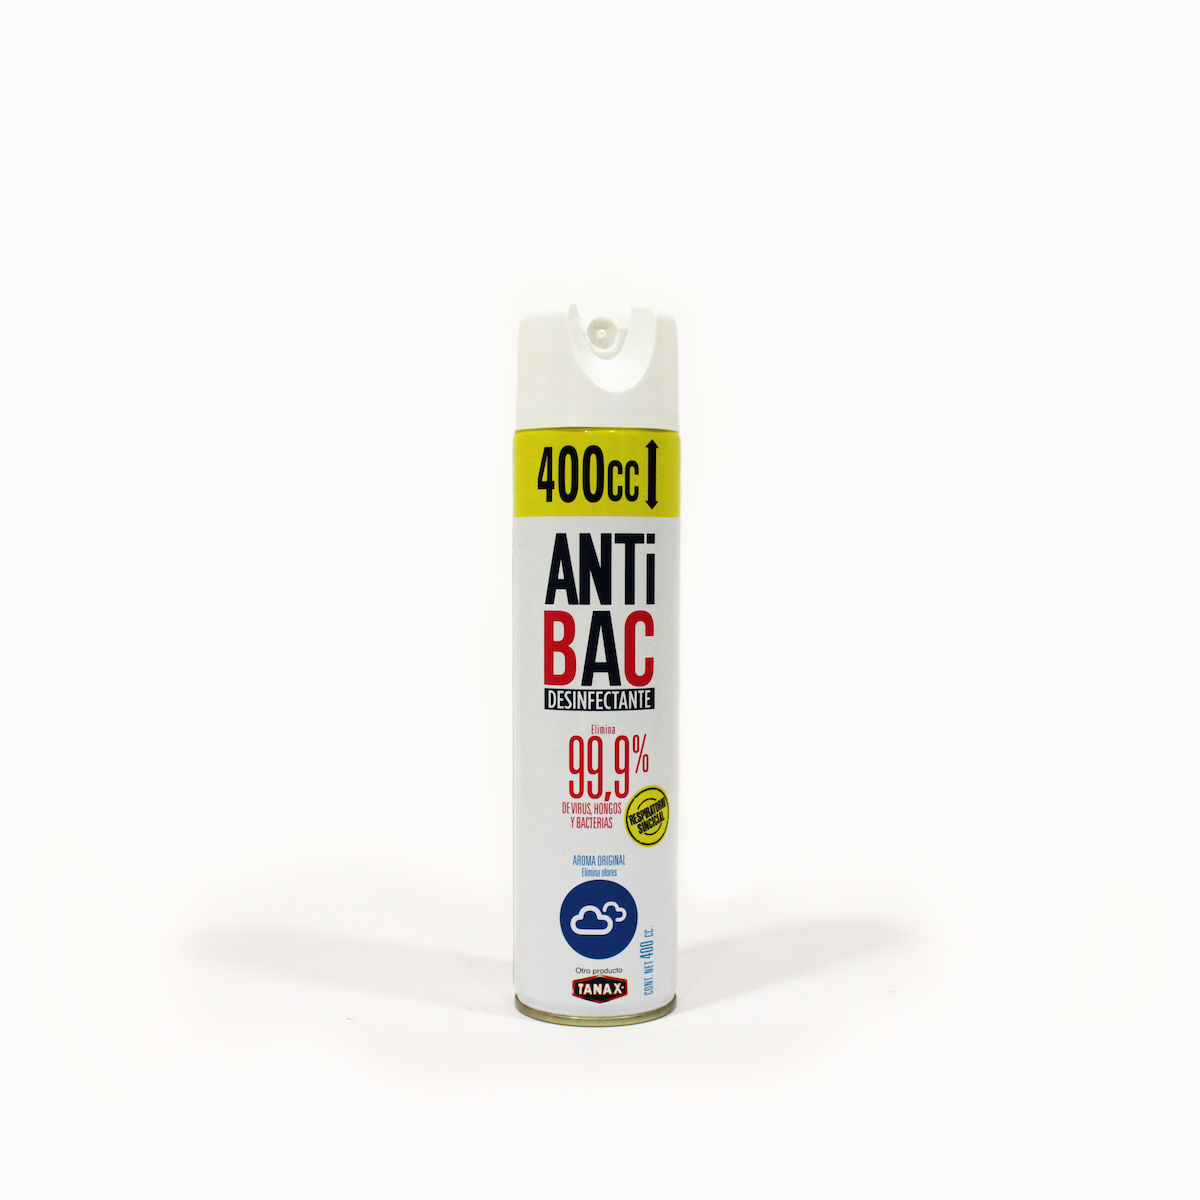 400cc
ANTi
BAC
DESINFECTANTE
Elimina
99,9%
DE VIRUS, HONGOS
Y BACTERIAS
RESPIRATORIO
SINCICIAL
AROMA ORIGINAL
Elimina olores
CONT. NET 400 CC.
Otro producto
TANAX